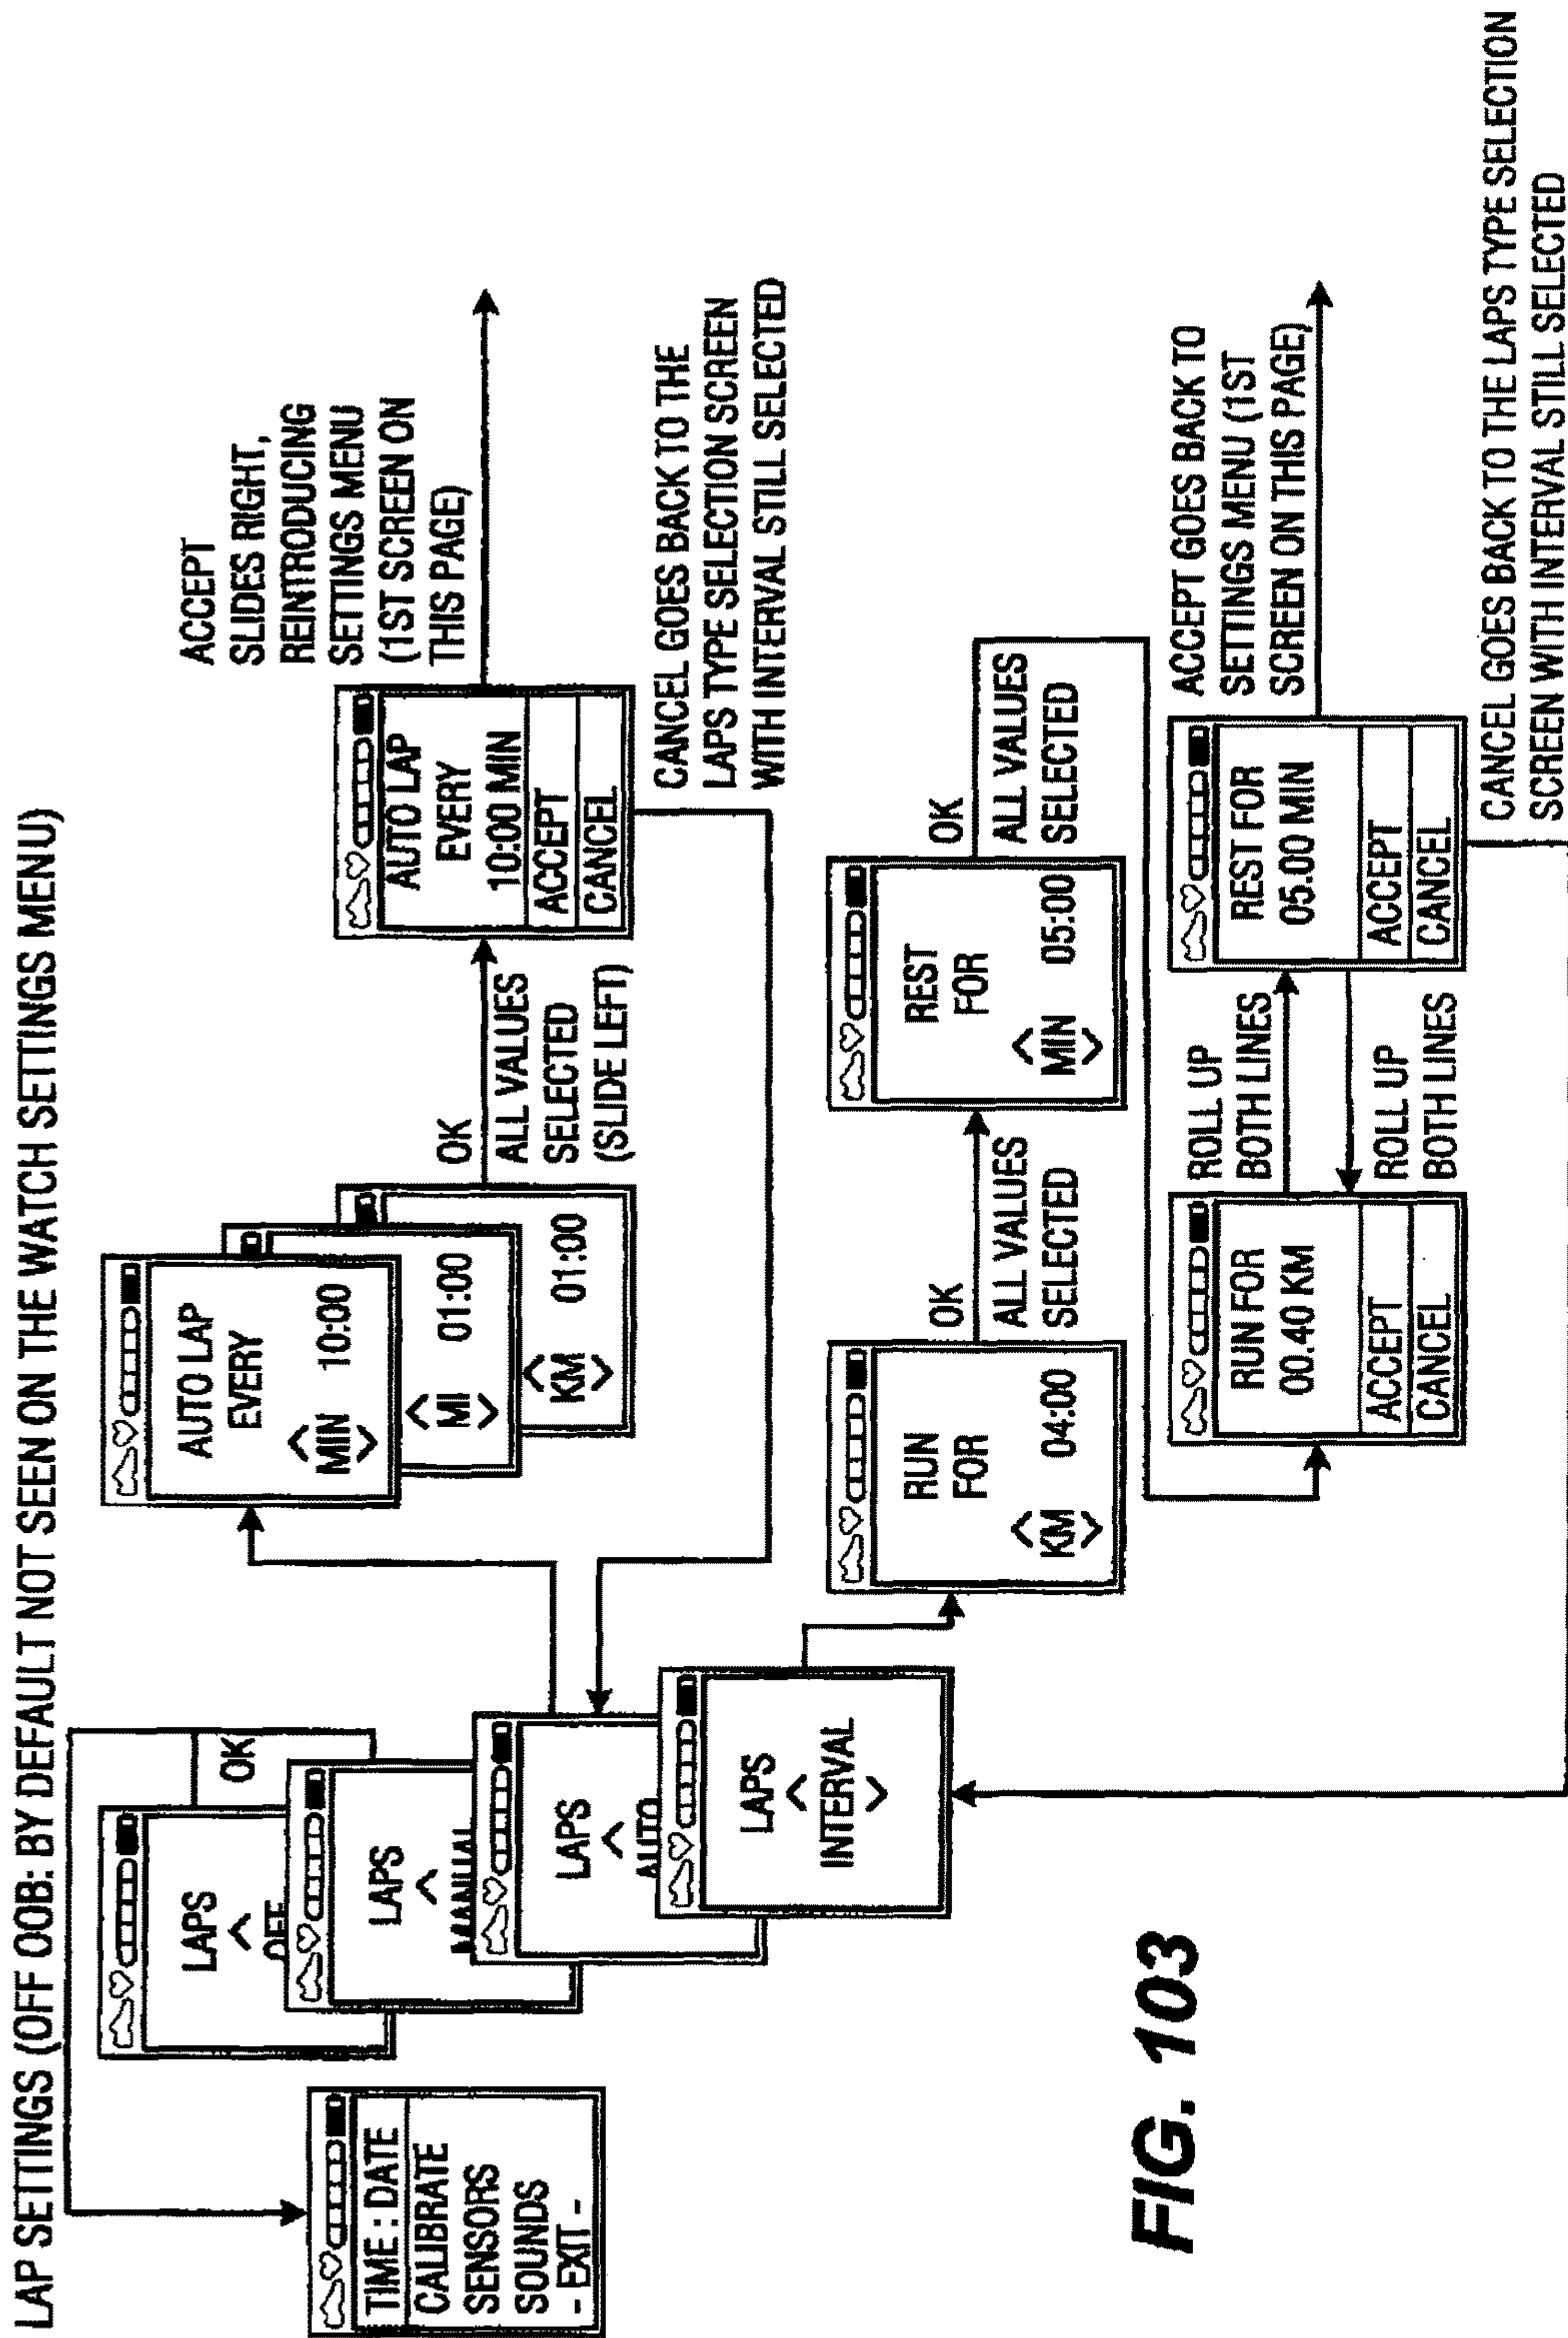 LAP SETTINGS (OFF OOB: BY DEFAULT NOT SEEN ON THE WATCH SETTINGS MENU)
TIME : DATE
CALIBRATE
SENSORS
SOUNDS
- EXIT -
LAPS
OFF
OK
LAPS
MANUAL
LAPS
AUTO
LAPS
INTERVAL
AUTO LAP
EVERY
MIN 10:00
MI 01:00
KM 01:00
OK
ALL VALUES
SELECTED
(SLIDE LEFT)
AUTO LAP
EVERY
10:00 MIN
ACCEPT
CANCEL
ACCEPT
SLIDES RIGHT,
REINTRODUCING
SETTINGS MENU
(1ST SCREEN ON
THIS PAGE)
CANCEL GOES BACK TO THE
LAPS TYPE SELECTION SCREEN
WITH INTERVAL STILL SELECTED
RUN
FOR
KM 04:00
OK
ALL VALUES
SELECTED
REST
FOR
MIN 05:00
OK
ALL VALUES
SELECTED
RUN FOR
00.40 KM
ACCEPT
CANCEL
ROLL UP
BOTH LINES
ROLL UP
BOTH LINES
REST FOR
05.00 MIN
ACCEPT
CANCEL
ACCEPT GOES BACK TO
SETTINGS MENU (1ST
SCREEN ON THIS PAGE)
CANCEL GOES BACK TO THE LAPS TYPE SELECTION
SCREEN WITH INTERVAL STILL SELECTED
FIG. 103